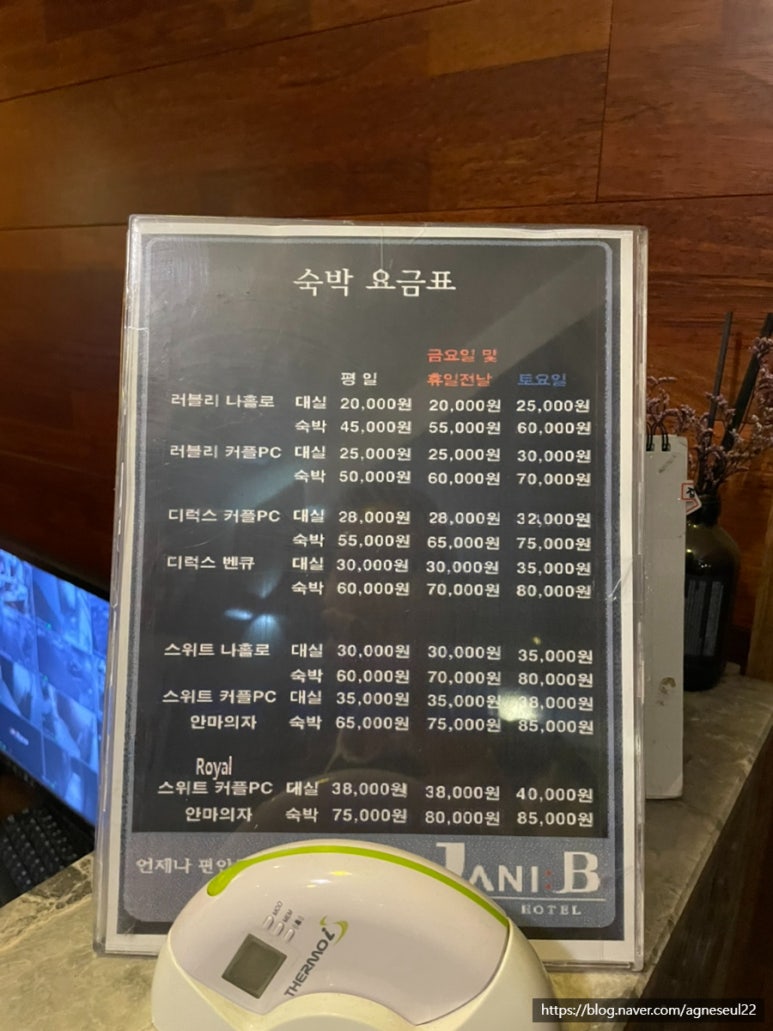 숙박 요금표
금요일 및
평일 휴일전날 토요일
러블리 나홀로 대실 20,000원 20,000원 25,000원
숙박 45,000원 55,000원 60,000원
러블리 커플PC 대실 25,000원 25,000원 30,000원
숙박 50,000원 60,000원 70,000원
디럭스 커플PC 대실 28,000원 28,000원 32,000원
숙박 55,000원 65,000원 75,000원
디럭스 벤큐 대실 30,000원 30,000원 35,000원
숙박 60,000원 70,000원 80,000원
스위트 나홀로 대실 30,000원 30,000원 35,000원
숙박 60,000원 70,000원 80,000원
스위트 커플PC 대실 35,000원 35,000원 38,000원
안마의자 숙박 65,000원 75,000원 85,000원
Royal
스위트 커플PC 대실 38,000원 38,000원 40,000원
안마의자 숙박 75,000원 80,000원 85,000원
언제나 JANI:B
HOTEL
MOD
MEM
THERMOi
https://blog.naver.com/agneseul22